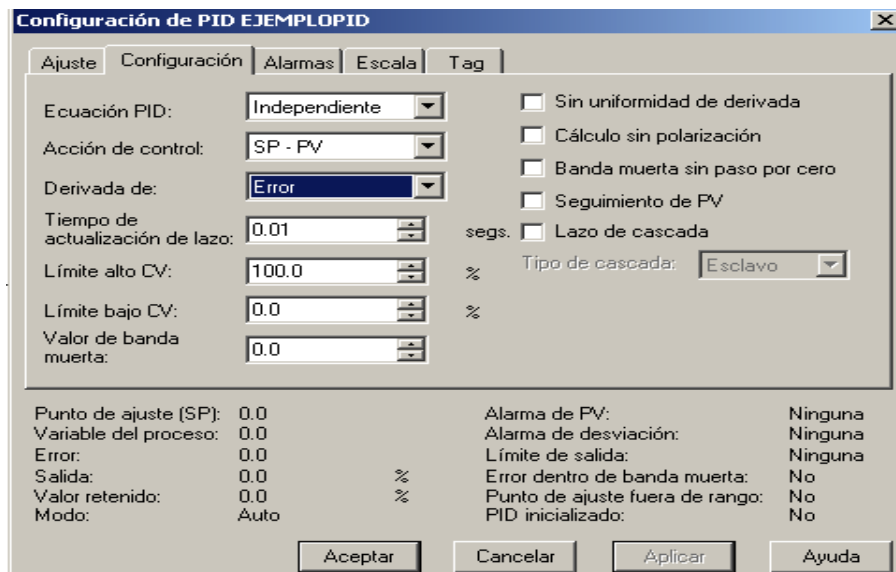 Configuración de PID EJEMPLOPID
Ajuste Configuración Alarmas Escala Tag
Ecuación PID: Independiente
Acción de control: SP - PV
Derivada de: Error
Tiempo de
actualización de lazo: 0.01 segs.
Límite alto CV: 100.0 %
Límite bajo CV: 0.0 %
Valor de banda
muerta: 0.0
Sin uniformidad de derivada
Cálculo sin polarización
Banda muerta sin paso por cero
Seguimiento de PV
Lazo de cascada
Tipo de cascada: Esclavo
Punto de ajuste (SP): 0.0
Variable del proceso: 0.0
Error: 0.0
Salida: 0.0 %
Valor retenido: 0.0 %
Modo: Auto
Alarma de PV: Ninguna
Alarma de desviación: Ninguna
Límite de salida: Ninguna
Error dentro de banda muerta: No
Punto de ajuste fuera de rango: No
PID inicializado: No
Aceptar Cancelar Aplicar Ayuda